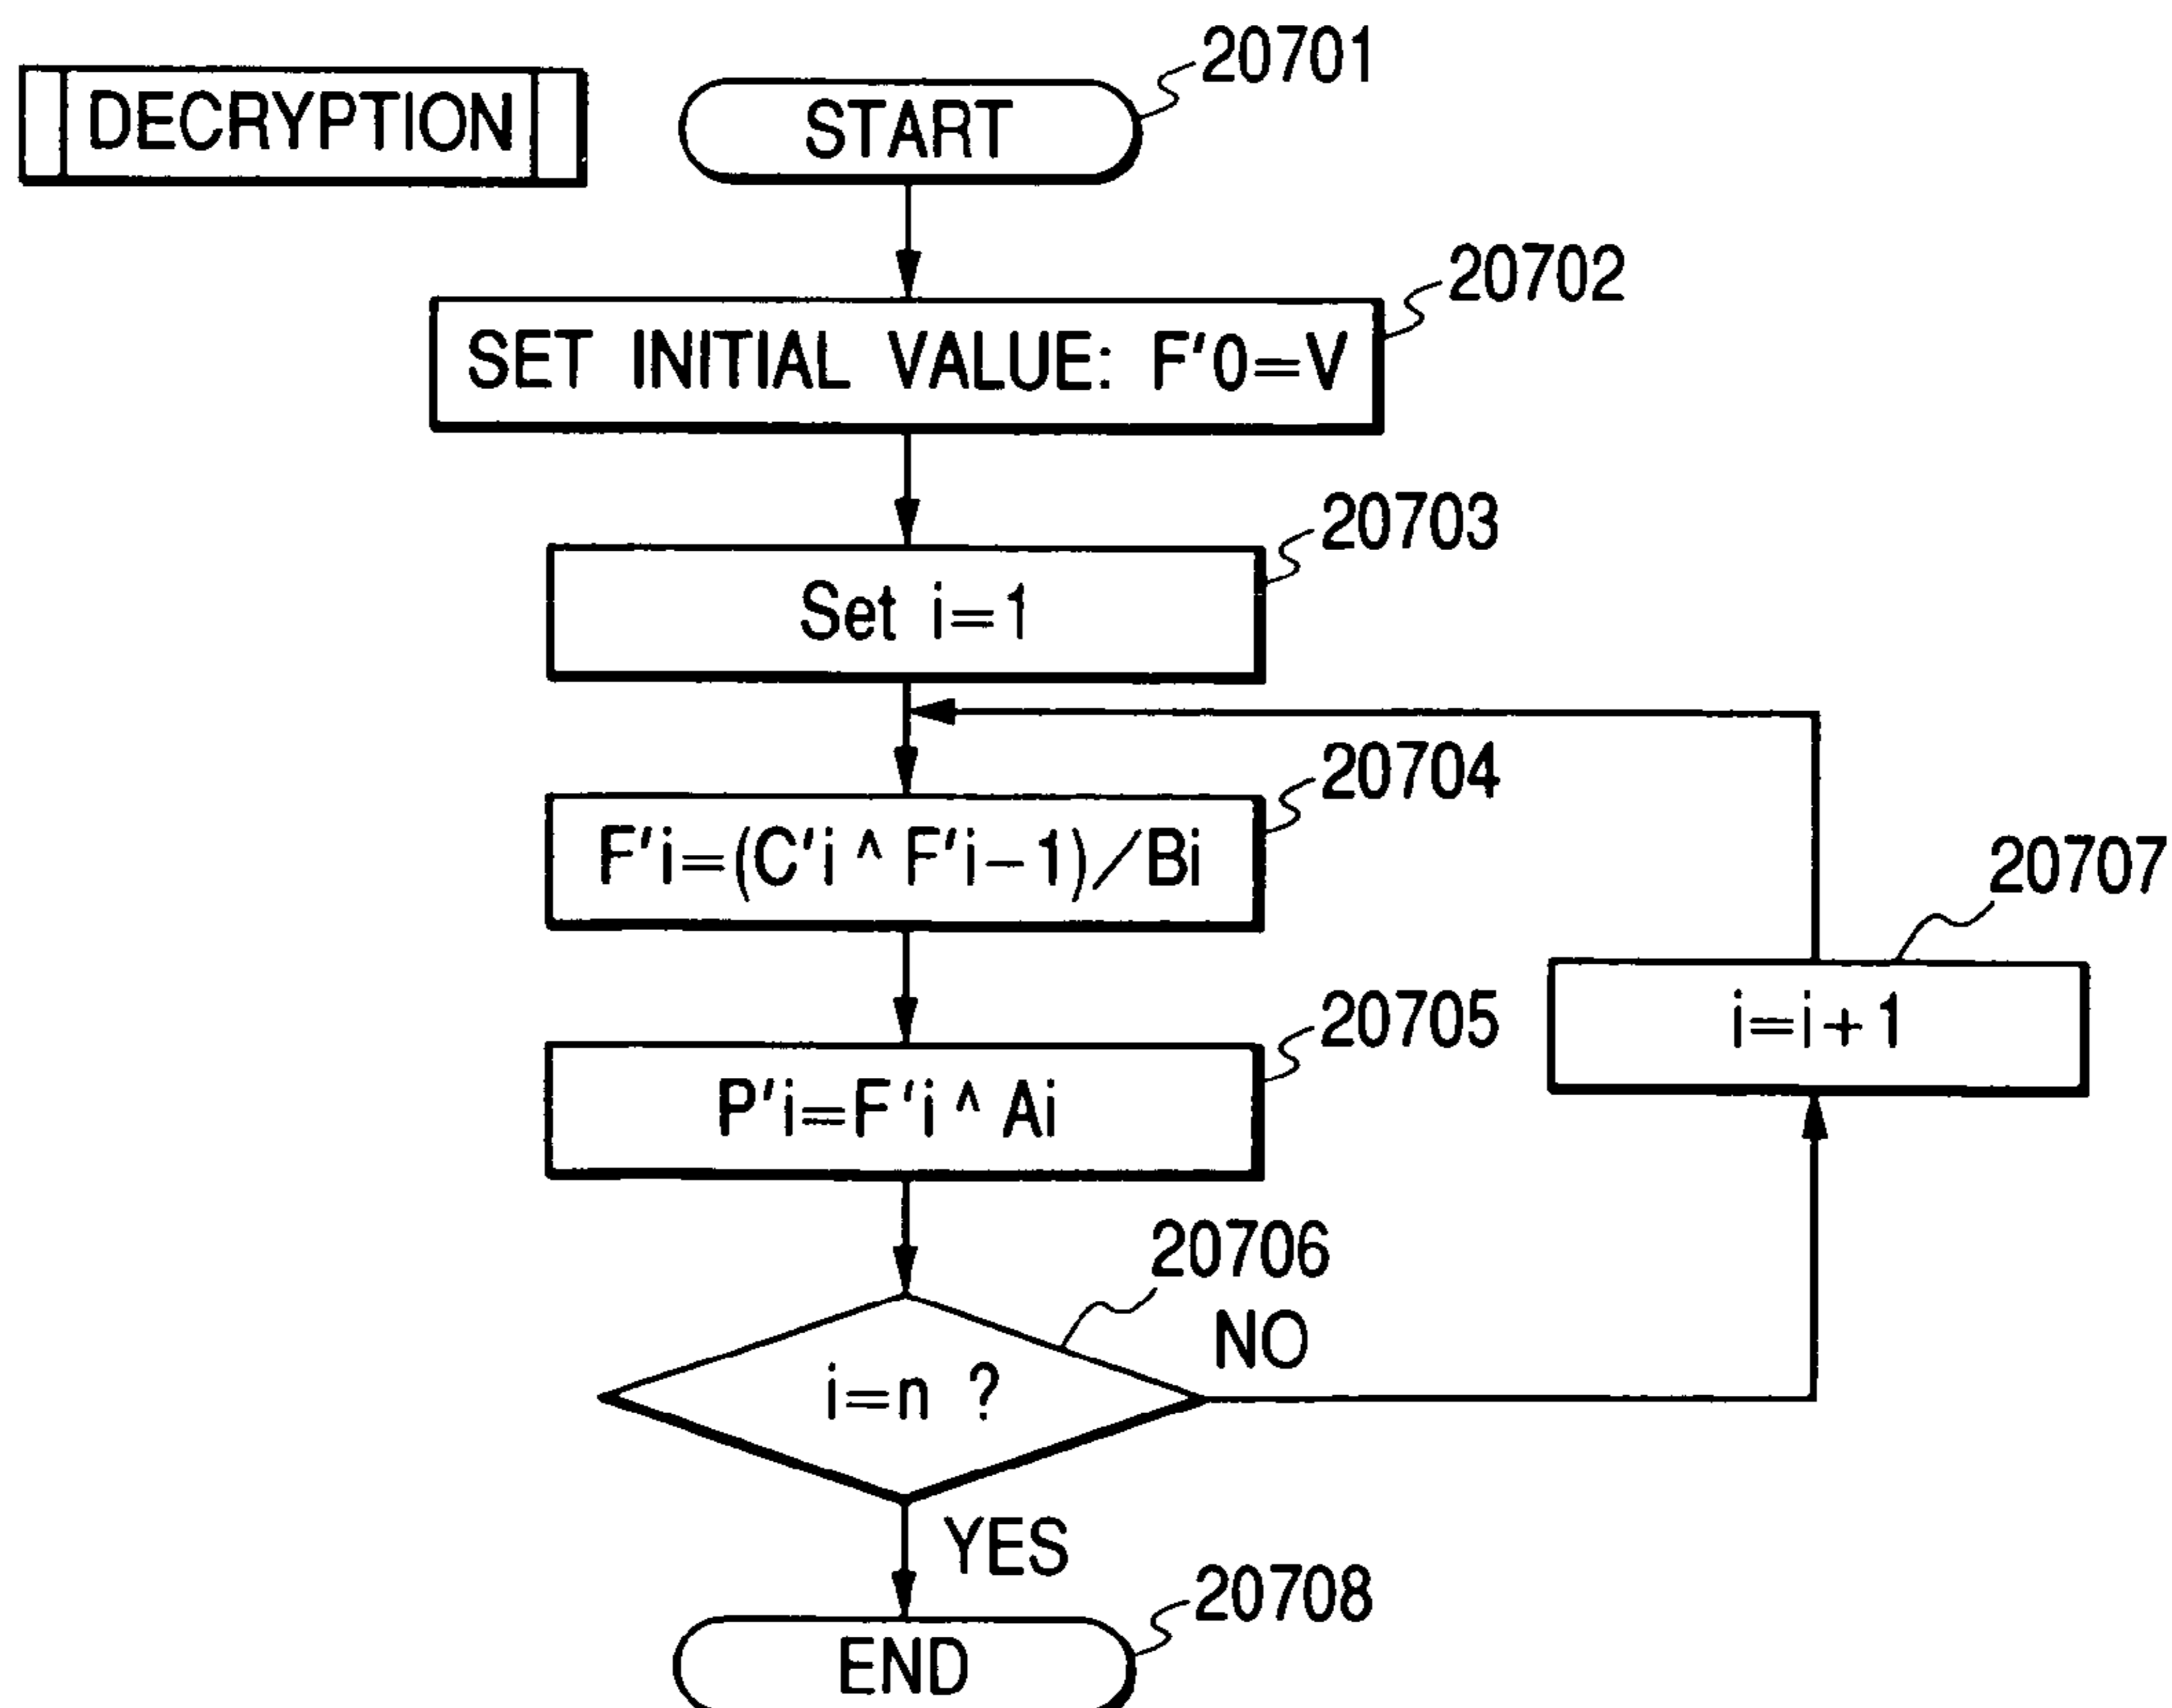 DECRYPTION
START
20701
SET INITIAL VALUE: F'0=V
20702
Set i=1
20703
F'i=(C'i ^ F'i-1)/Bi
20704
P'i=F'i ^ Ai
20705
i=i+1
20707
i=n ?
20706
NO
YES
END
20708